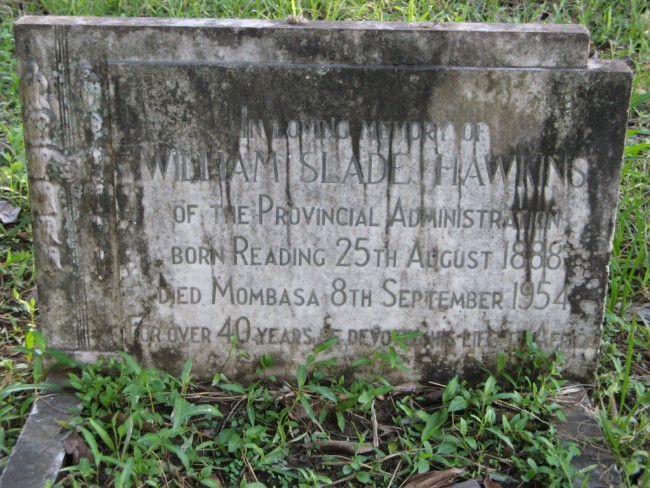 IN LOVING MEMORY OF
WILLIAM SLADE HAWKINS
OF THE PROVINCIAL ADMINISTRATION
BORN READING 25TH AUGUST 1888
DIED MOMBASA 8TH SEPTEMBER 1954
FOR OVER 40 YEARS HE DEVOTED HIS LIFE TO AFRICA